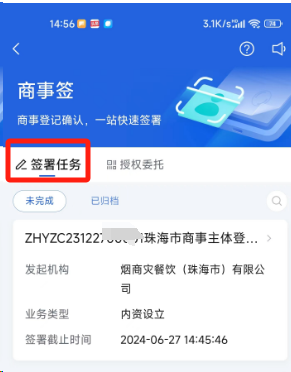 14:56
3.1K/s
商事签
商事登记确认，一站快速签署
签署任务
授权委托
未完成
已归档
珠海市商事主体登...
发起机构
烟商灾餐饮（珠海市）有限公
司
业务类型
内资设立
签署截止时间
2024-06-27 14:45:46